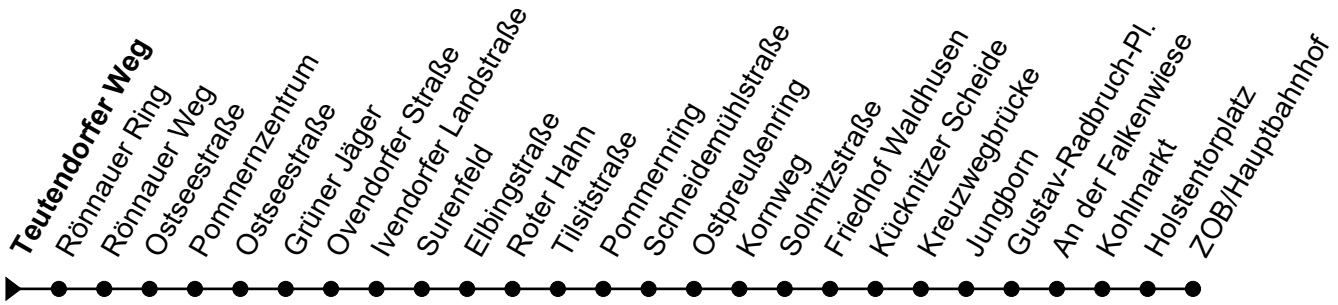 Teutendorfer Weg
Rönnauer Ring
Rönnauer Weg
Ostseestraße
Pommernzentrum
Ostseestraße
Grüner Jäger
Ovendorfer Straße
Ivendorfer Landstraße
Surenfeld
Elbingstraße
Roter Hahn
Tilsitstraße
Pommernring
Schneidemühlstraße
Ostpreußenring
Kornweg
Solmitzstraße
Friedhof Waldhusen
Kücknitzer Scheide
Kreuzwegbrücke
Jungborn
Gustav-Radbruch-Pl.
An der Falkenwiese
Kohlmarkt
Holstentorplatz
ZOB/Hauptbahnhof